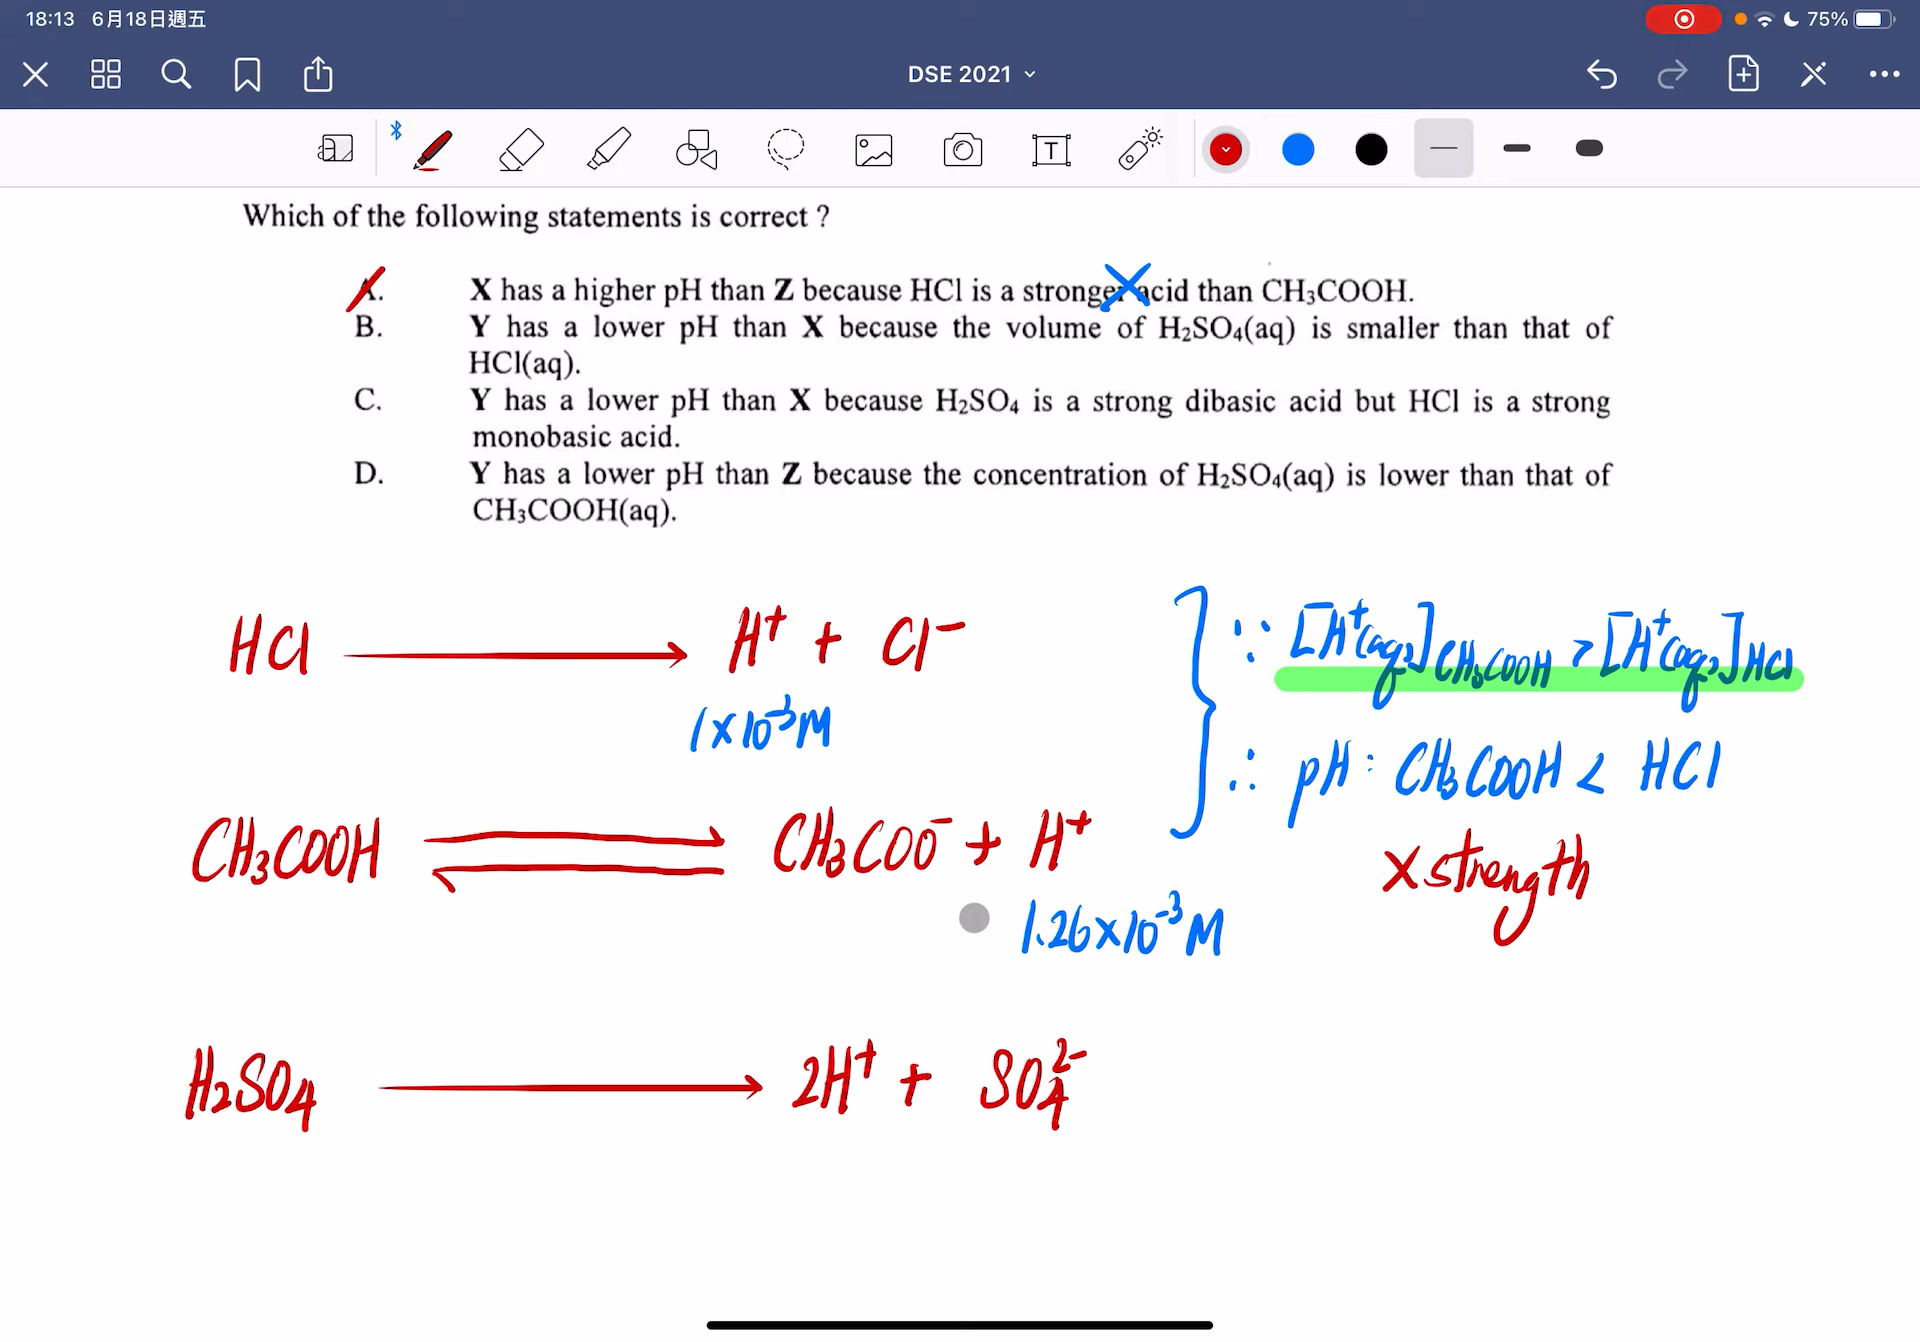 18:13 6月18日週五
75%
DSE 2021
Which of the following statements is correct ?
A. X has a higher pH than Z because HCl is a stronger acid than CH₃COOH.
B. Y has a lower pH than X because the volume of H₂SO₄(aq) is smaller than that of
HCl(aq).
C. Y has a lower pH than X because H₂SO₄ is a strong dibasic acid but HCl is a strong
monobasic acid.
D. Y has a lower pH than Z because the concentration of H₂SO₄(aq) is lower than that of
CH₃COOH(aq).
HCl ⟶ H⁺ + Cl⁻
1×10⁻³M
∵ [H⁺(aq)]CH₃COOH > [H⁺(aq)]HCl
∴ pH : CH₃COOH < HCl
X strength
CH₃COOH ⇌ CH₃COO⁻ + H⁺
1.26×10⁻³M
H₂SO₄ ⟶ 2H⁺ + SO₄²⁻